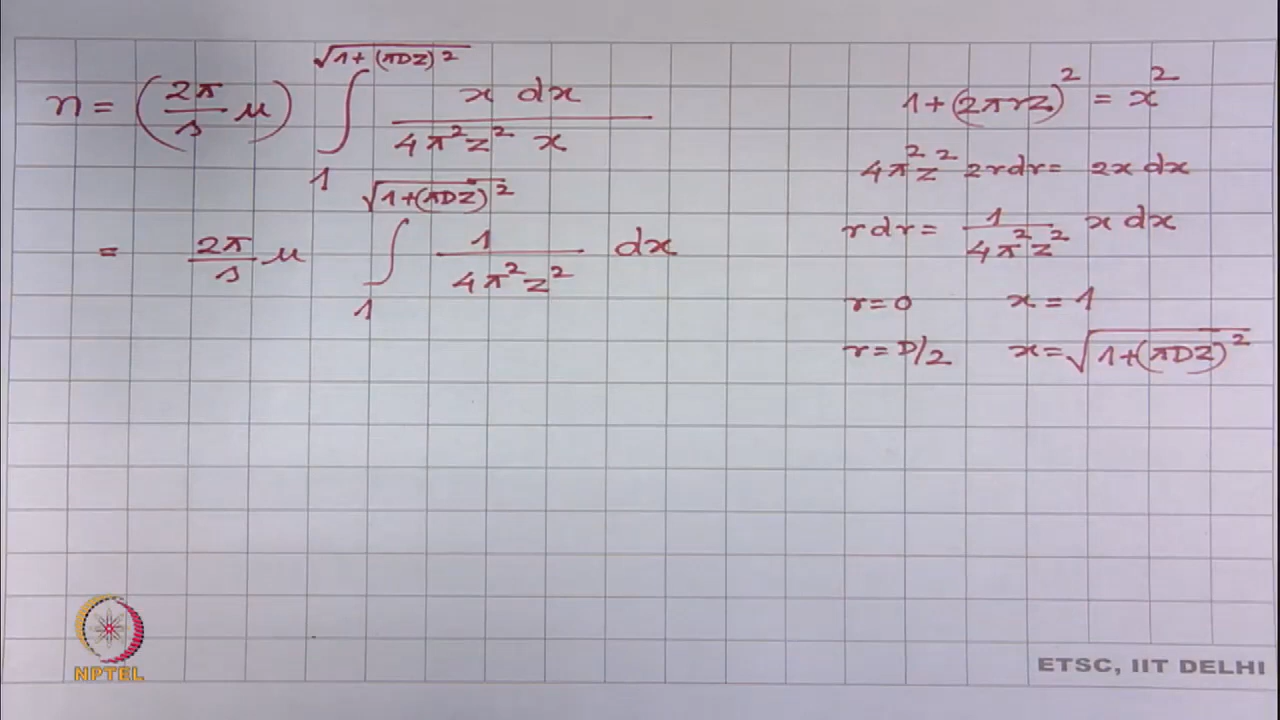 n = (2π/s μ) ∫₁^√(1+(πDZ)²) x dx / 4π²z² x
= 2π/s μ ∫₁^√(1+(πDZ)²) 1/4π²z² dx
1+(2πrz)² = x²
4π²z² 2rdr = 2x dx
rdr = 1/4π²z² x dx
r=0 x=1
r=D/2 x=√(1+(πDZ)²)
NPTEL
ETSC, IIT DELHI